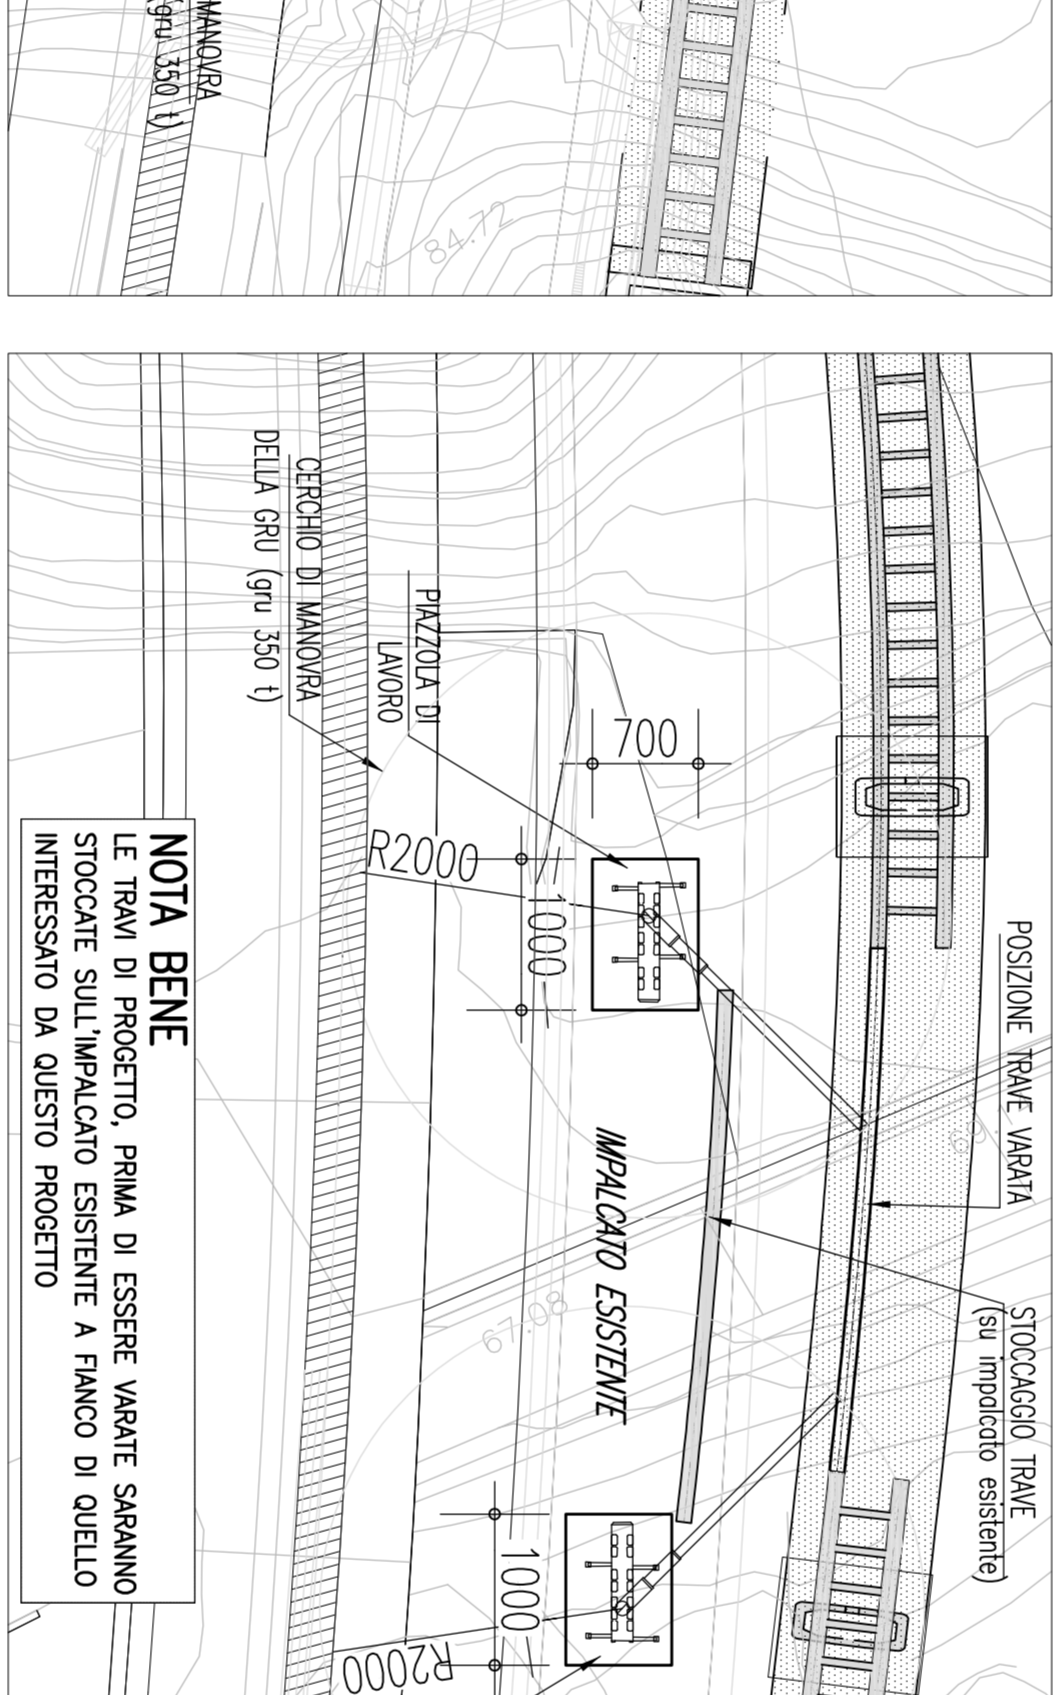 MANOVRA
(gru 350 t)
84.72
CERCHIO DI MANOVRA
DELLA GRU (gru 350 t)
PIAZZOLA DI
LAVORO
700
R2000
1000
POSIZIONE TRAVE VARATA
IMPALCATO ESISTENTE
67.08
STOCCAGGIO TRAVE
(su impalcato esistente)
1000
R2000
NOTA BENE
LE TRAVI DI PROGETTO, PRIMA DI ESSERE VARATE SARANNO
STOCCATE SULL'IMPALCATO ESISTENTE A FIANCO DI QUELLO
INTERESSATO DA QUESTO PROGETTO